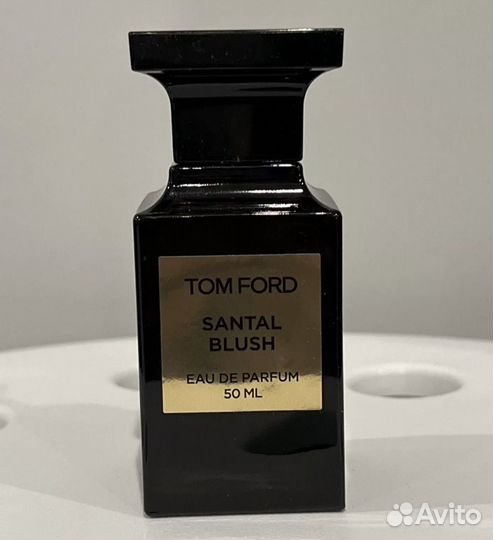 TOM FORD
SANTAL
BLUSH
EAU DE PARFUM
50 ML
Avito